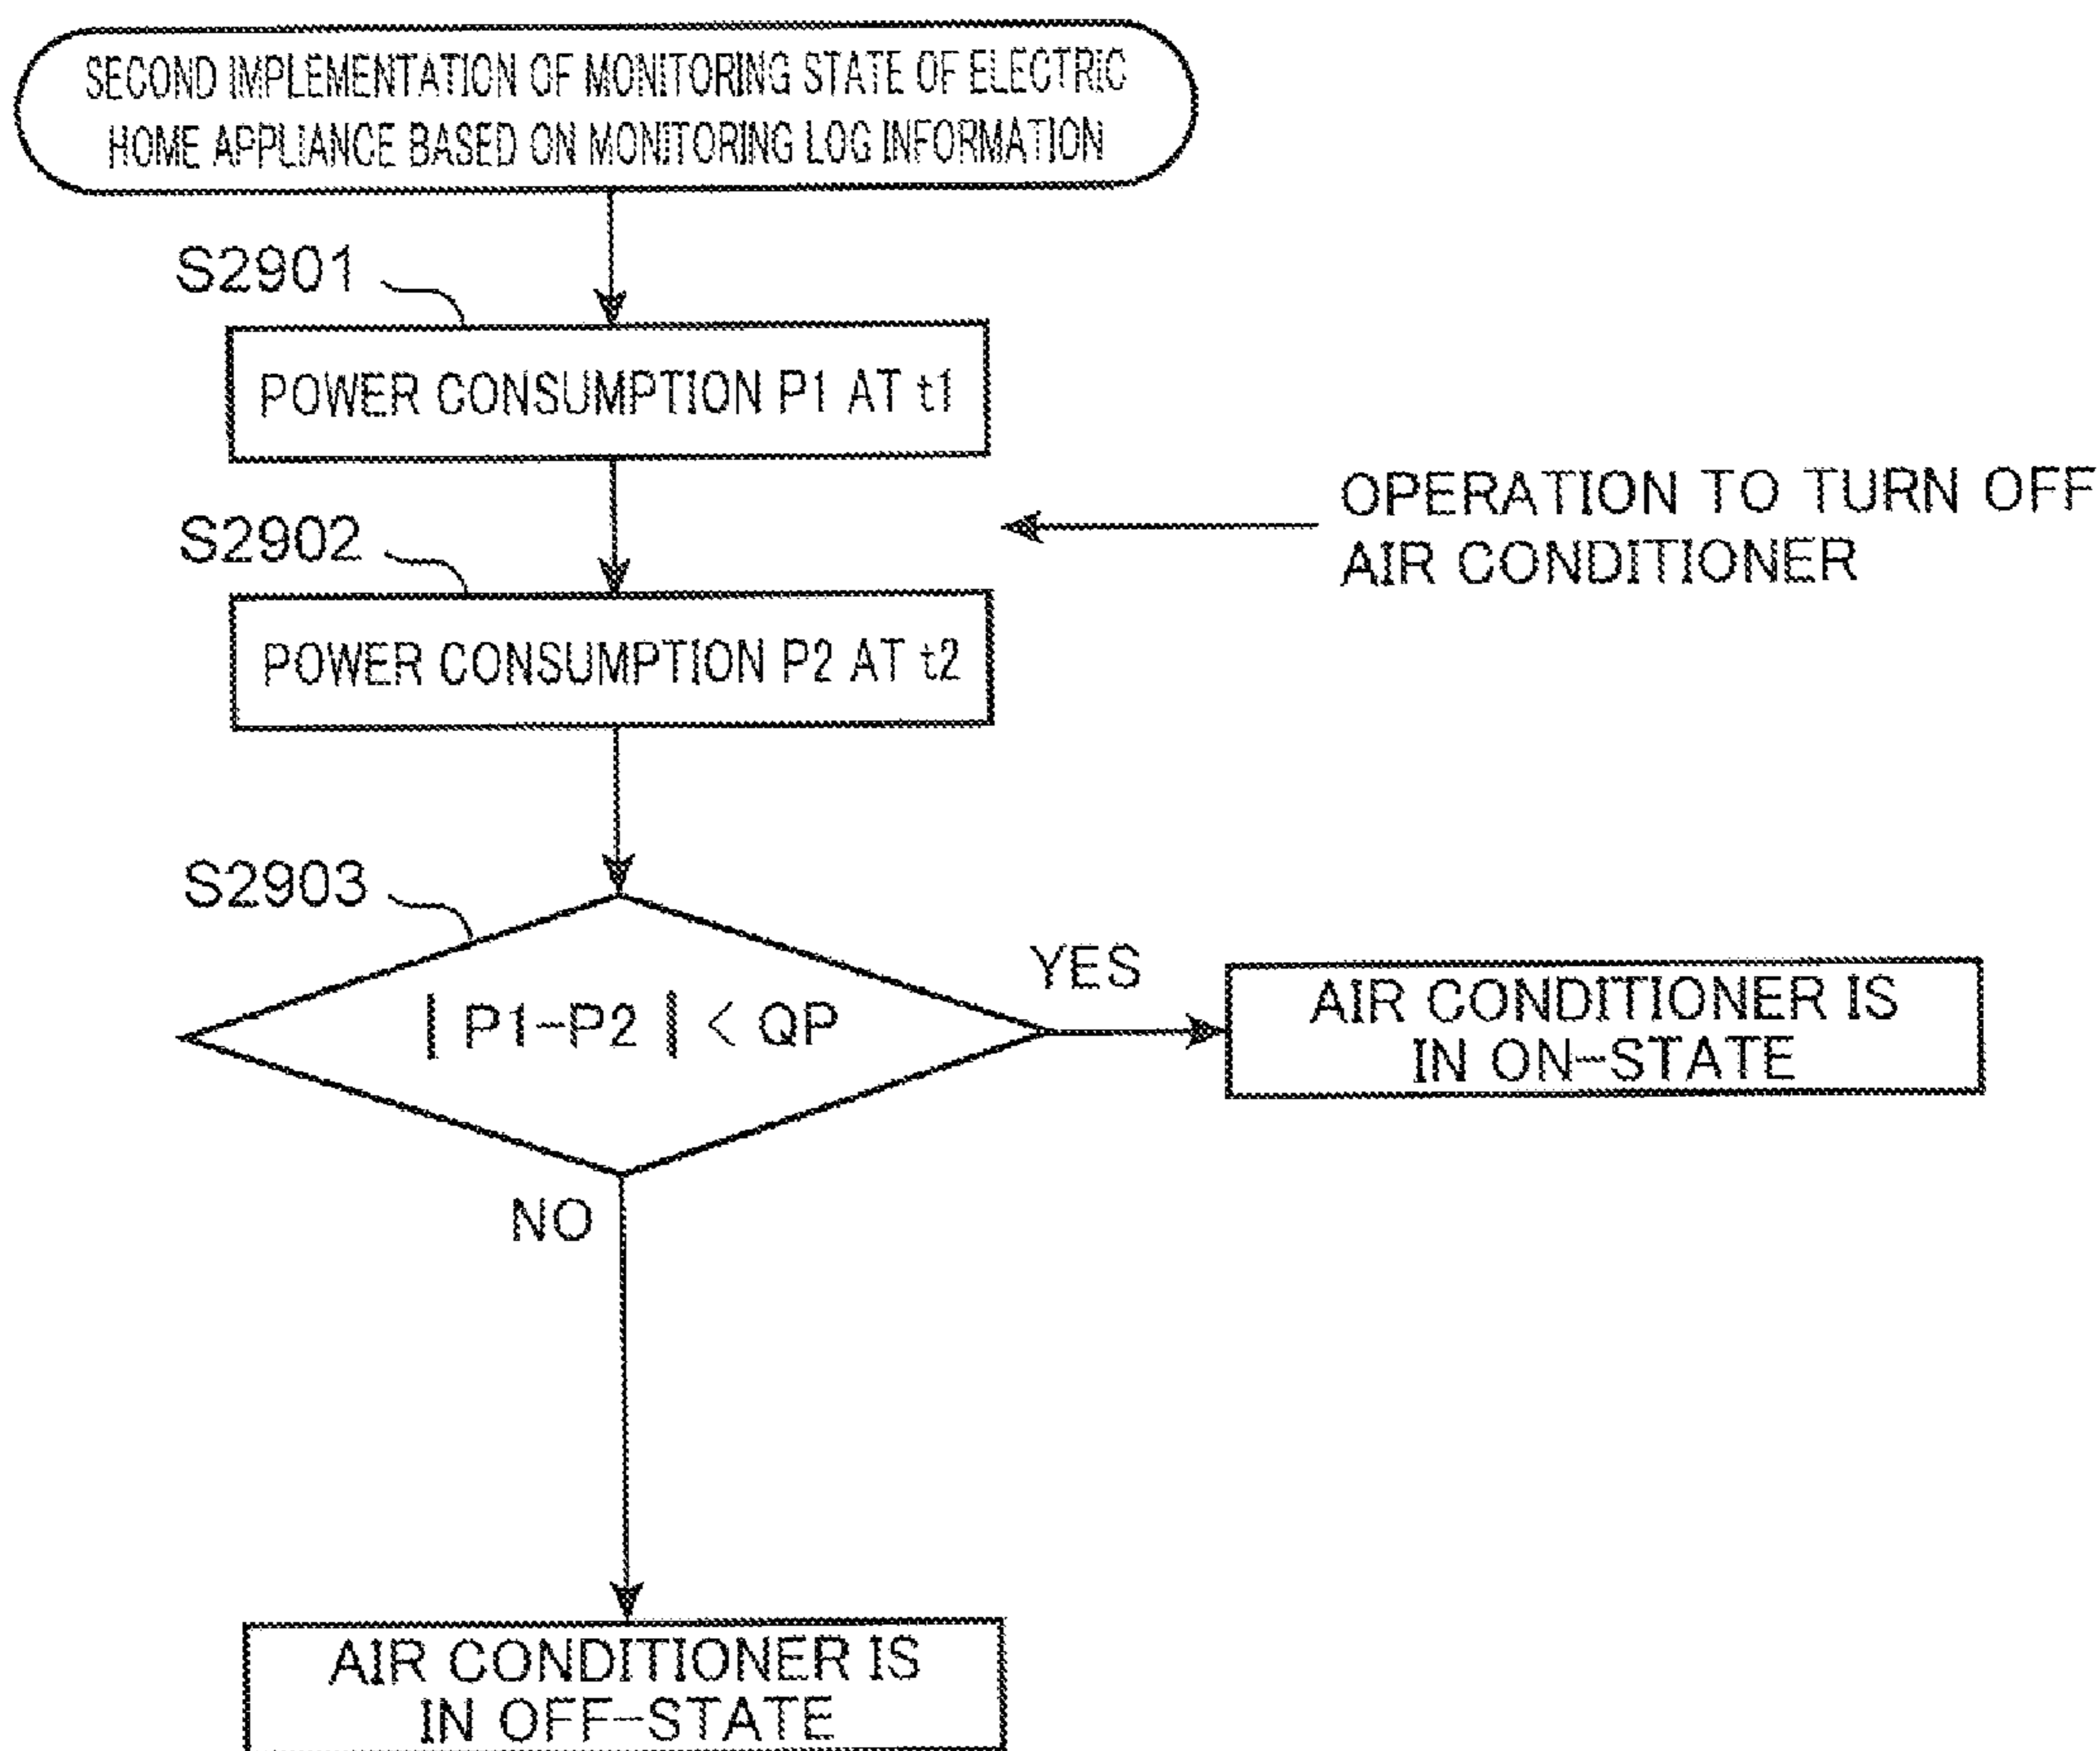 SECOND IMPLEMENTATION OF MONITORING STATE OF ELECTRIC
HOME APPLIANCE BASED ON MONITORING LOG INFORMATION
S2901
POWER CONSUMPTION P1 AT t1
OPERATION TO TURN OFF
AIR CONDITIONER
S2902
POWER CONSUMPTION P2 AT t2
S2903
| P1-P2 | < QP
YES
AIR CONDITIONER IS
IN ON-STATE
NO
AIR CONDITIONER IS
IN OFF-STATE